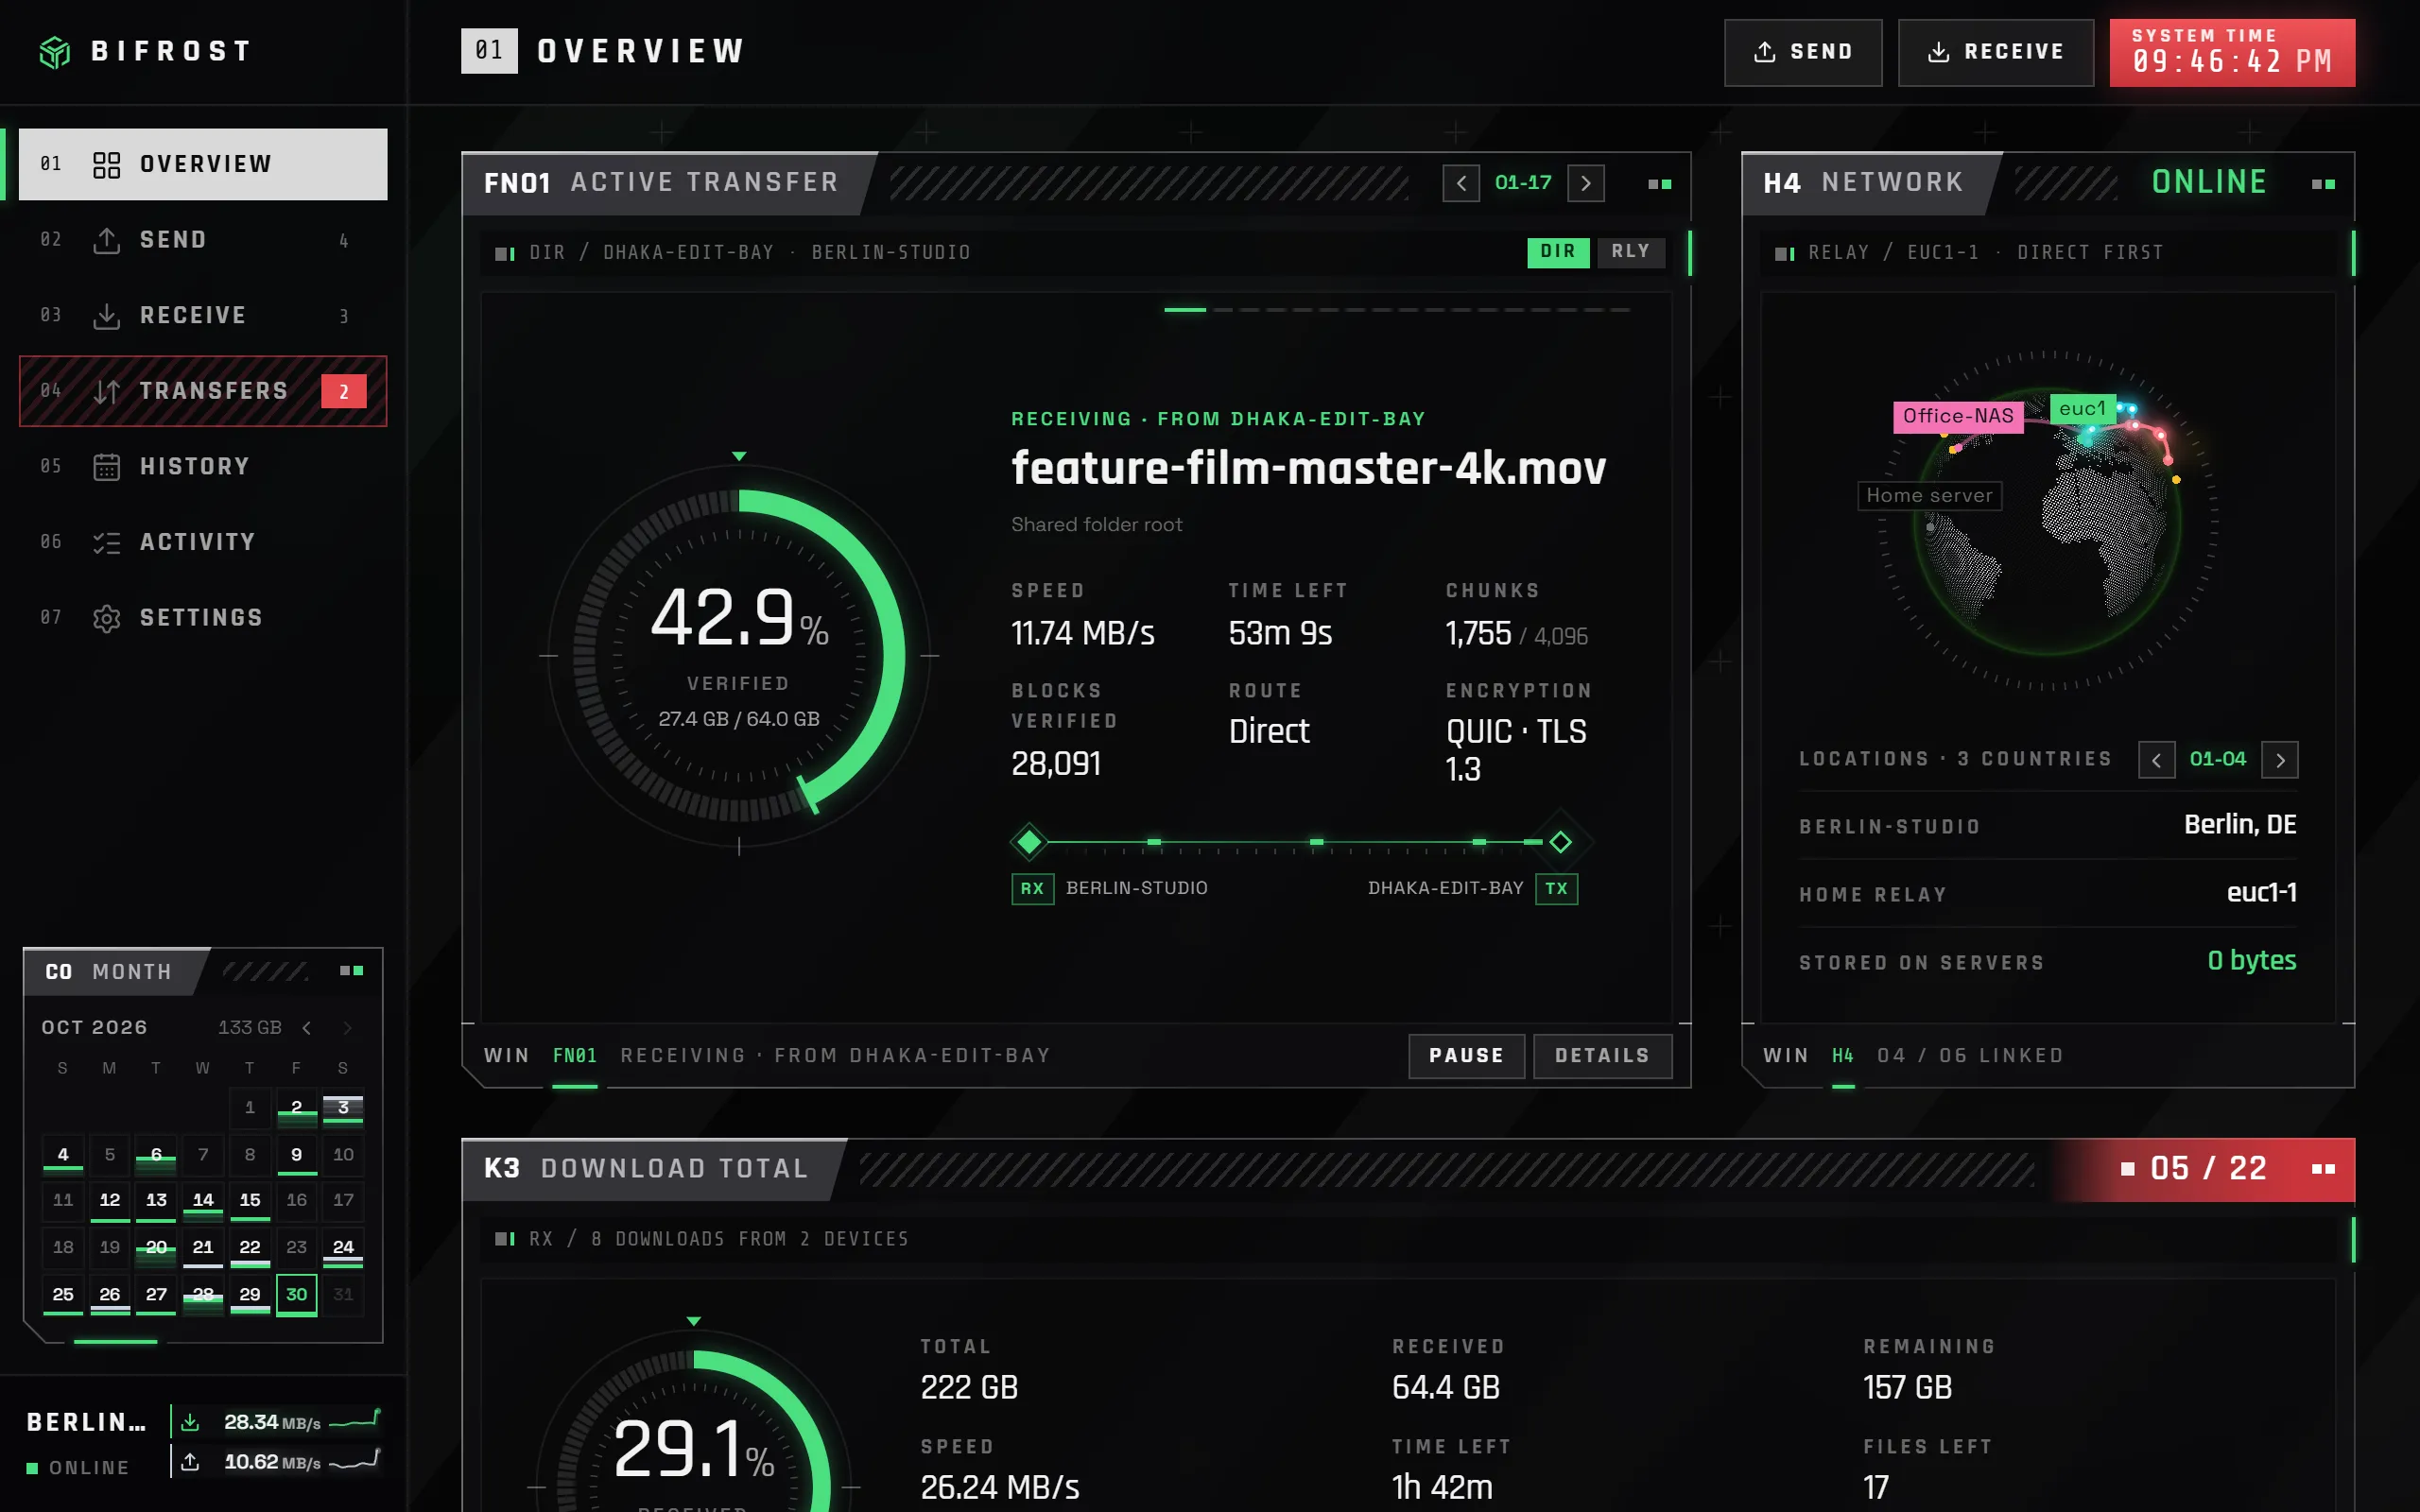 BIFROST
01 OVERVIEW
SEND
RECEIVE
SYSTEM TIME
09:46:42 PM
01 OVERVIEW
02 SEND 4
03 RECEIVE 3
04 TRANSFERS 2
05 HISTORY
06 ACTIVITY
07 SETTINGS
C0 MONTH
OCT 2026 133 GB
S M T W T F S
1 2 3
4 5 6 7 8 9 10
11 12 13 14 15 16 17
18 19 20 21 22 23 24
25 26 27 28 29 30 31
BERLIN…
ONLINE
28.34 MB/s
10.62 MB/s
FN01 ACTIVE TRANSFER
01-17
DIR / DHAKA-EDIT-BAY · BERLIN-STUDIO
DIR RLY
42.9%
VERIFIED
27.4 GB / 64.0 GB
RECEIVING · FROM DHAKA-EDIT-BAY
feature-film-master-4k.mov
Shared folder root
SPEED
11.74 MB/s
TIME LEFT
53m 9s
CHUNKS
1,755 / 4,096
BLOCKS
VERIFIED
28,091
ROUTE
Direct
ENCRYPTION
QUIC · TLS
1.3
RX BERLIN-STUDIO
DHAKA-EDIT-BAY TX
WIN FN01 RECEIVING · FROM DHAKA-EDIT-BAY
PAUSE DETAILS
H4 NETWORK
ONLINE
RELAY / EUC1-1 · DIRECT FIRST
Office-NAS
euc1
Home server
LOCATIONS · 3 COUNTRIES
01-04
BERLIN-STUDIO Berlin, DE
HOME RELAY euc1-1
STORED ON SERVERS 0 bytes
WIN H4 04 / 06 LINKED
K3 DOWNLOAD TOTAL
05 / 22
RX / 8 DOWNLOADS FROM 2 DEVICES
29.1%
RECEIVED
TOTAL
222 GB
RECEIVED
64.4 GB
REMAINING
157 GB
SPEED
26.24 MB/s
TIME LEFT
1h 42m
FILES LEFT
17